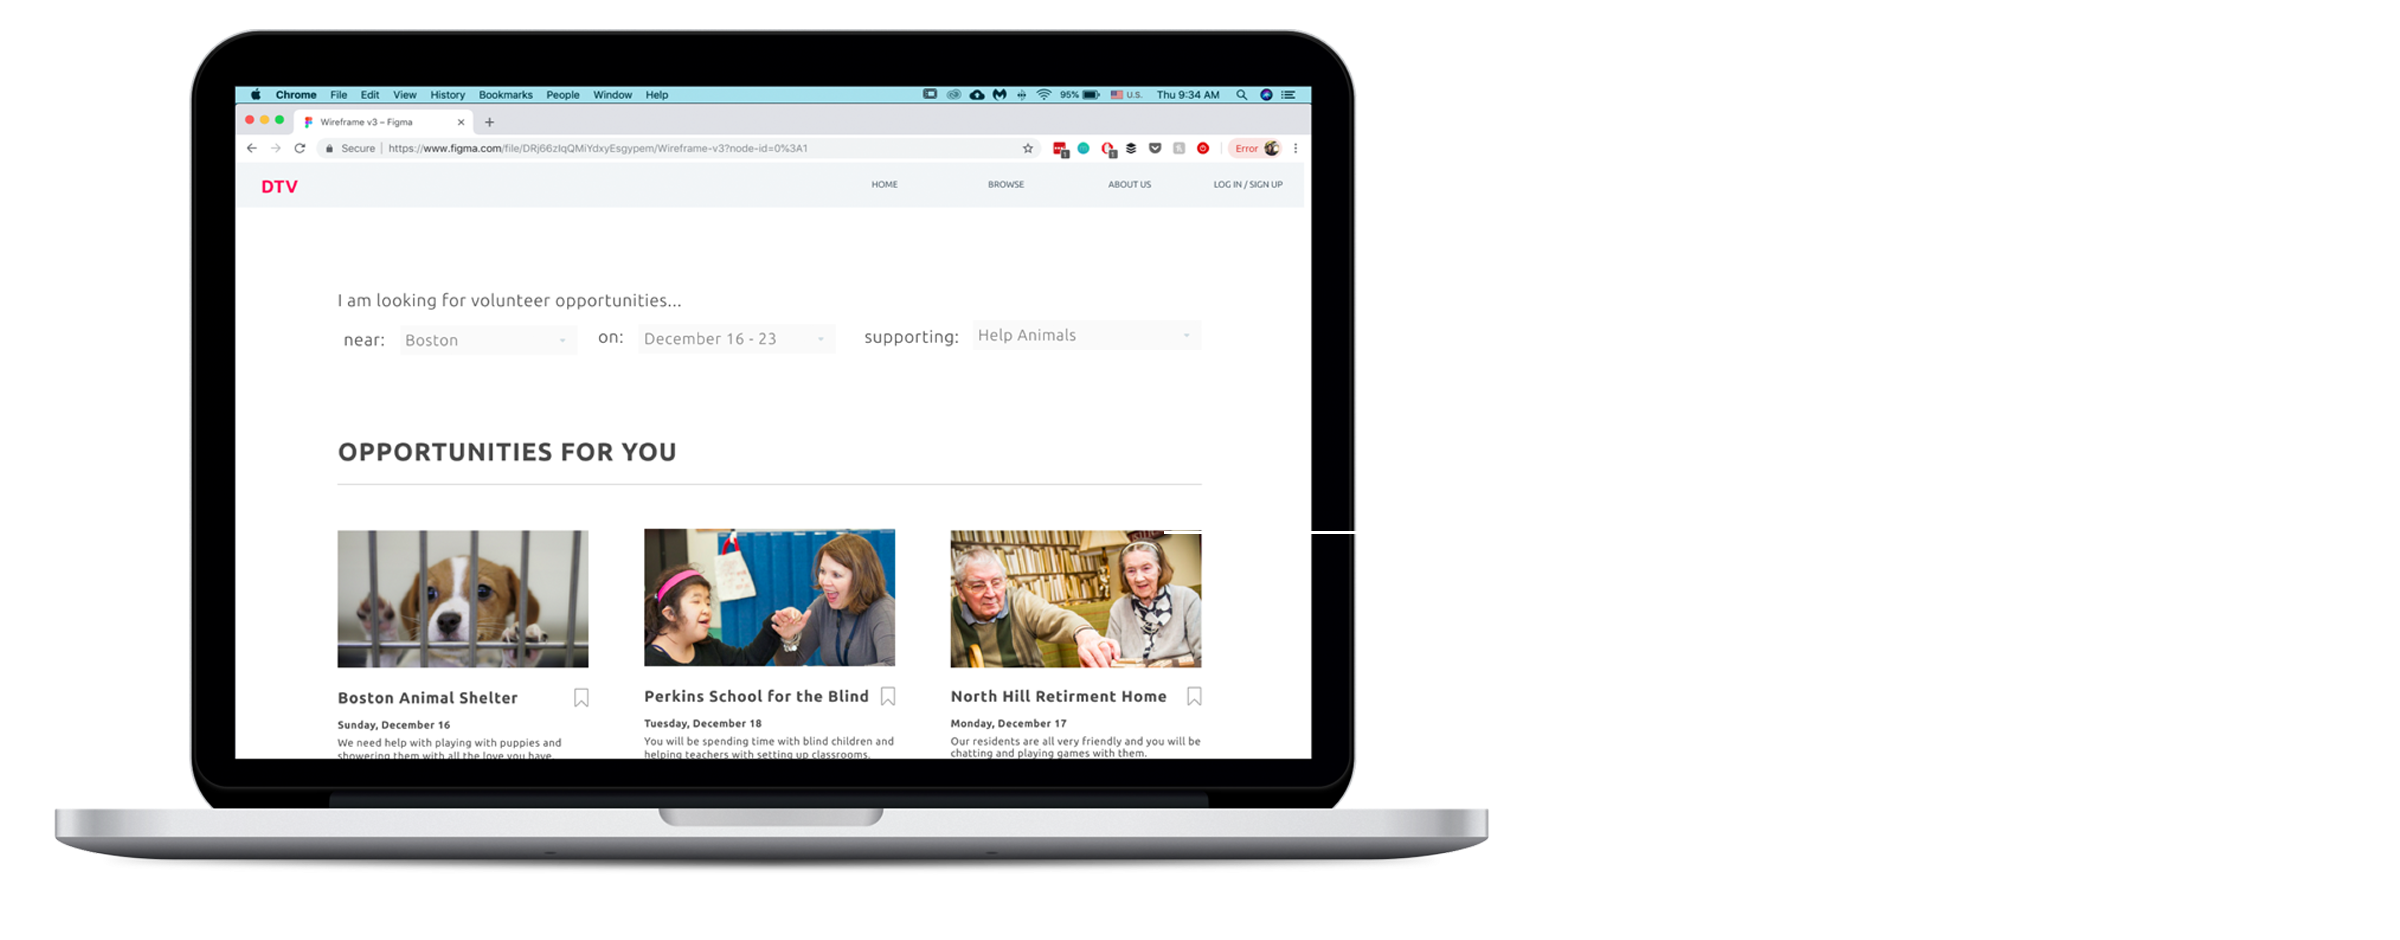 Chrome File Edit View History Bookmarks People Window Help 95% U.S. Thu 9:34 AM
Wireframe v3 – Figma
Secure | https://www.figma.com/file/DRj66zIqQMiYdxyEsgypem/Wireframe-v3?node-id=0%3A1 1 1 Error
DTV HOME BROWSE ABOUT US LOG IN / SIGN UP
I am looking for volunteer opportunities...
near: Boston on: December 16 - 23 supporting: Help Animals
OPPORTUNITIES FOR YOU
Boston Animal Shelter
Sunday, December 16
We need help with playing with puppies and
showering them with all the love you have.
Perkins School for the Blind
Tuesday, December 18
You will be spending time with blind children and
helping teachers with setting up classrooms.
North Hill Retirment Home
Monday, December 17
Our residents are all very friendly and you will be
chatting and playing games with them.